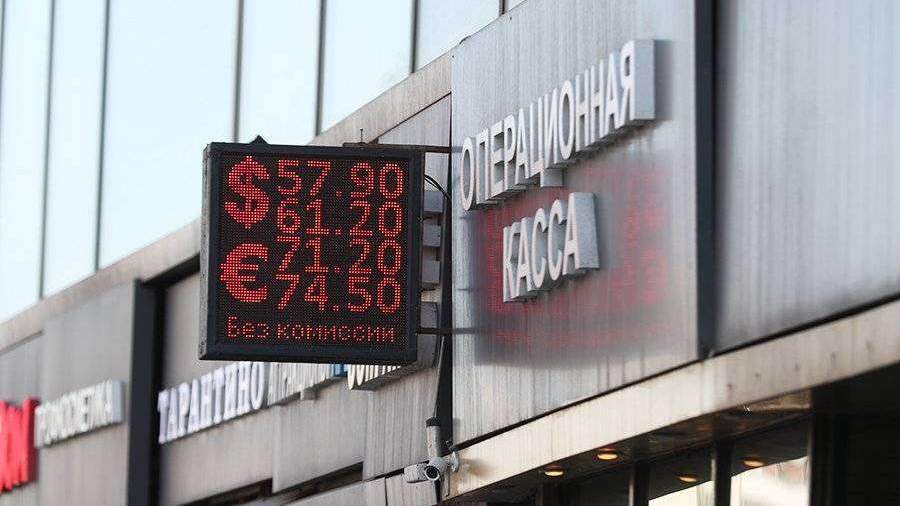 $ 57.90
61.20
€ 71.20
74.50
Без комиссии
ОПЕРАЦИОННАЯ
КАССА
ТАРАНТИНО